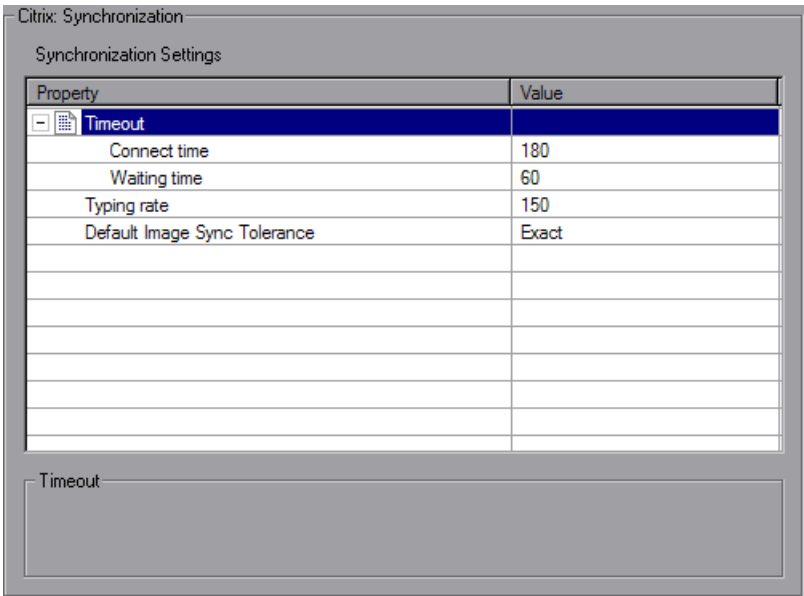 Citrix: Synchronization
Synchronization Settings
Property Value
Timeout
Connect time 180
Waiting time 60
Typing rate 150
Default Image Sync Tolerance Exact
Timeout